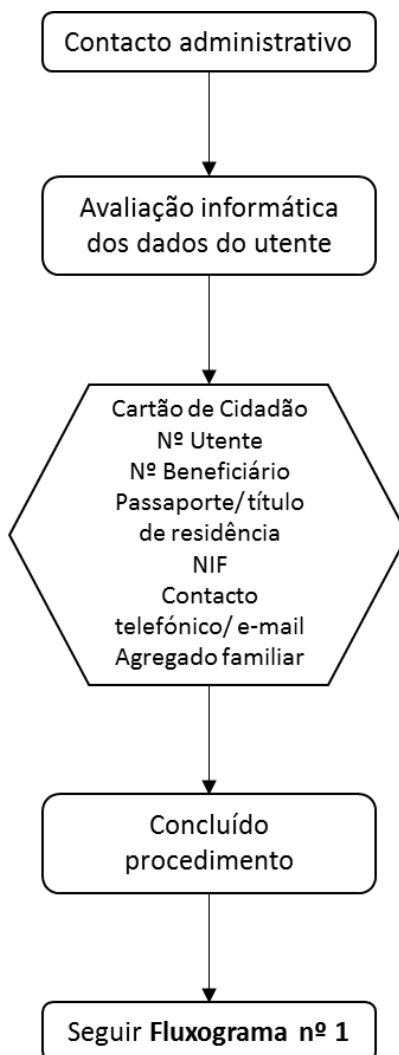 Contacto administrativo
Avaliação informática
dos dados do utente
Cartão de Cidadão
Nº Utente
Nº Beneficiário
Passaporte/ título
de residência
NIF
Contacto
telefónico/ e-mail
Agregado familiar
Concluído
procedimento
Seguir Fluxograma nº 1